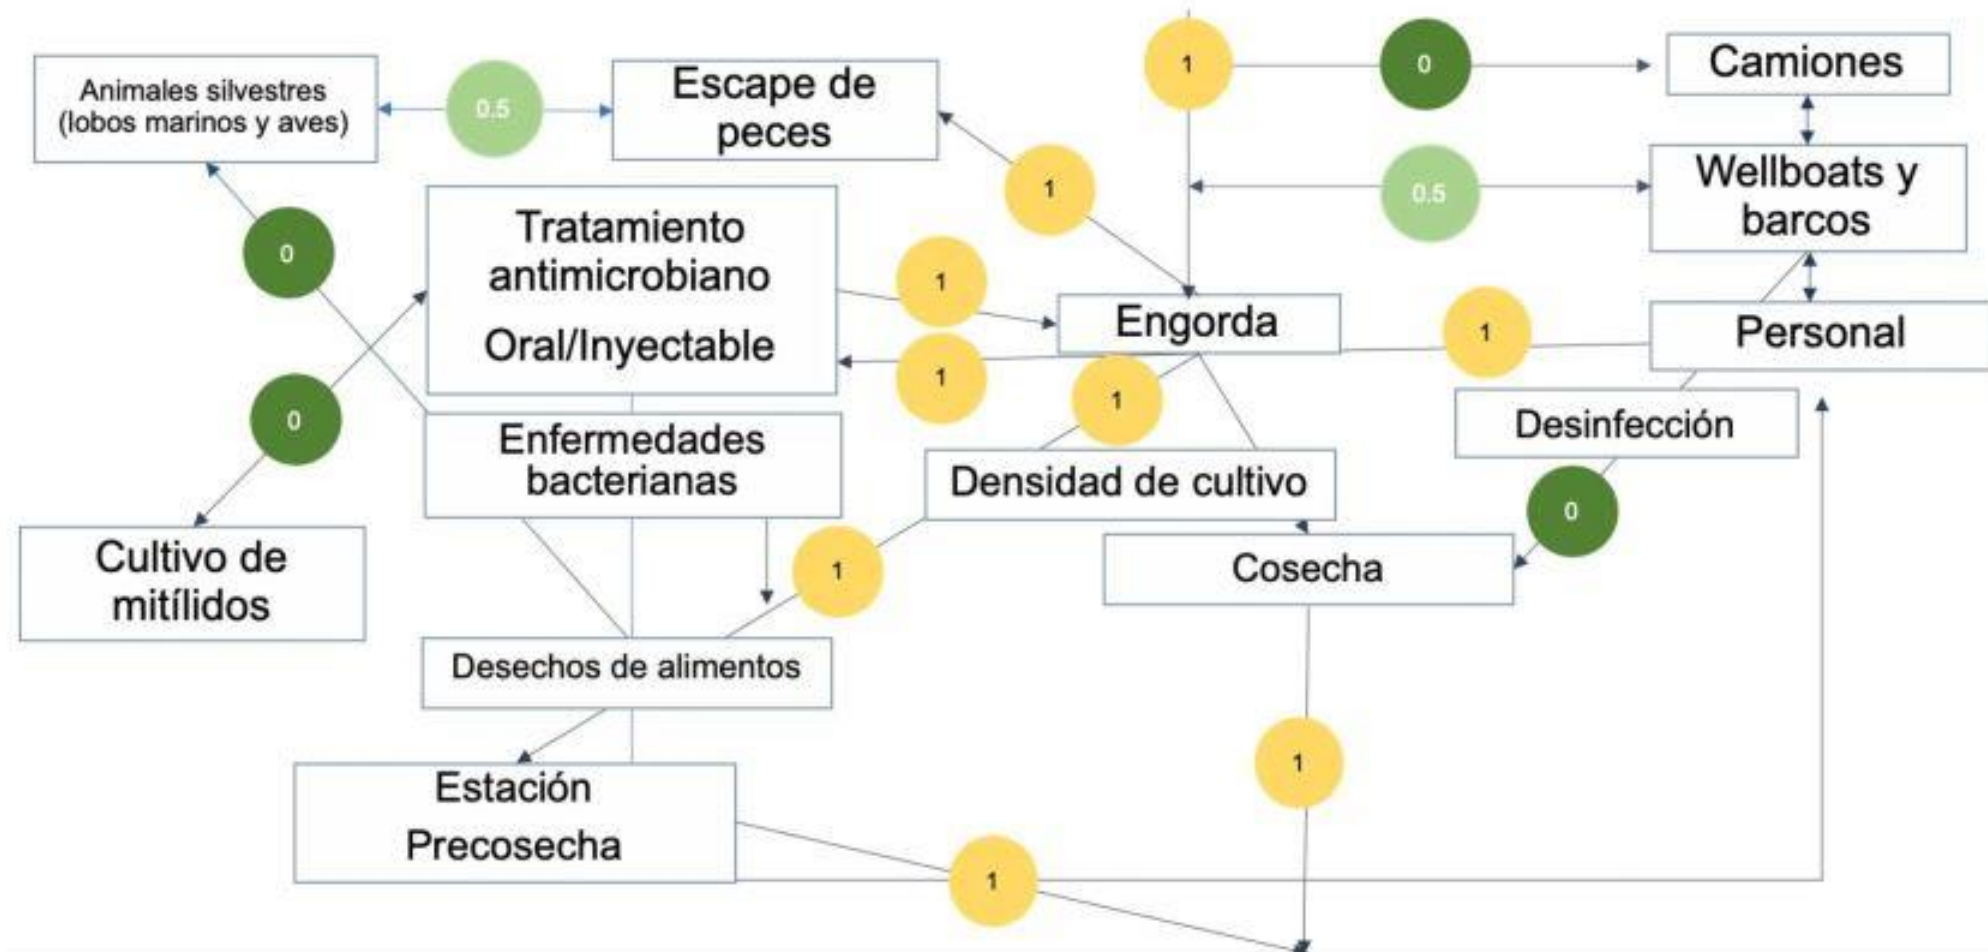 1
0
Camiones
Animales silvestres
(lobos marinos y aves)
0.5
Escape de
peces
1
0.5
Wellboats y
barcos
0
Tratamiento
antimicrobiano
Oral/Inyectable
1
1
Engorda
1
Personal
0
Enfermedades
bacterianas
1
Densidad de cultivo
Desinfección
0
Cultivo de
mitílidos
1
Cosecha
Desechos de alimentos
1
Estación
Precosecha
1